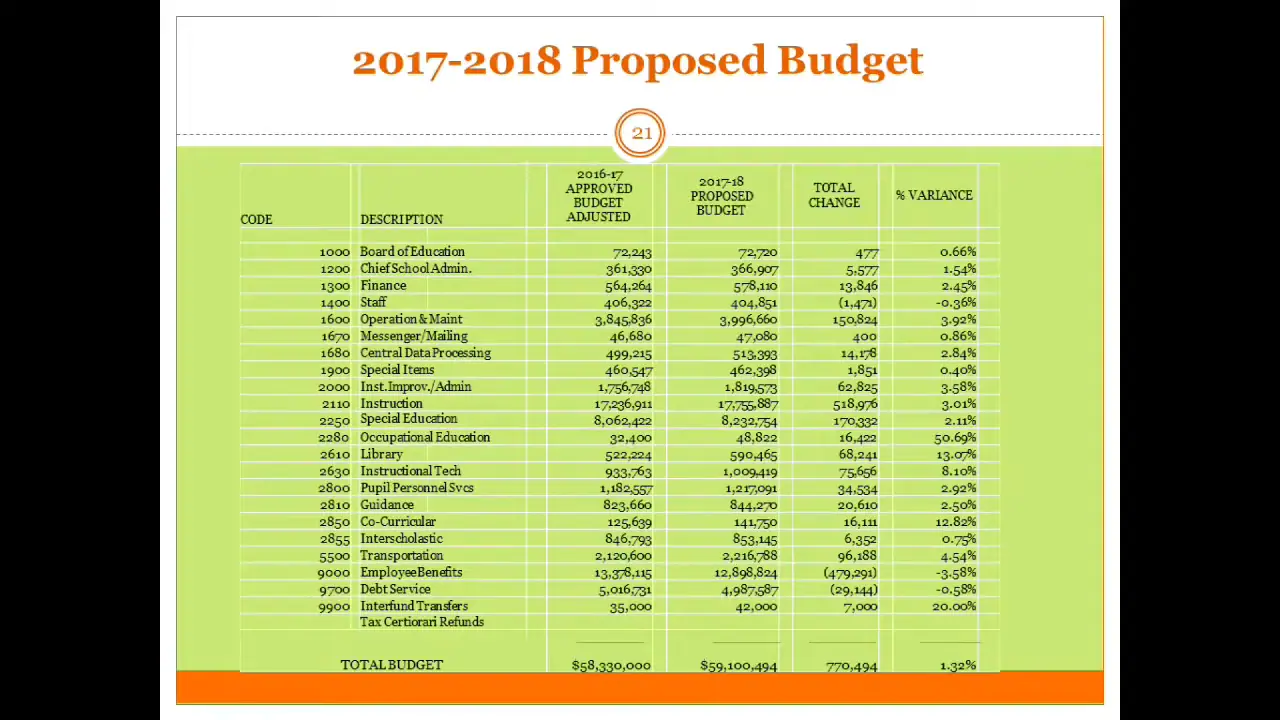 2017-2018 Proposed Budget
21
CODE DESCRIPTION 2016-17 APPROVED BUDGET ADJUSTED 2017-18 PROPOSED BUDGET TOTAL CHANGE % VARIANCE
1000 Board of Education 72,243 72,720 477 0.66%
1200 Chief School Admin. 361,330 366,907 5,577 1.54%
1300 Finance 564,264 578,110 13,846 2.45%
1400 Staff 406,322 404,851 (1,471) -0.36%
1600 Operation & Maint 3,845,836 3,996,660 150,824 3.92%
1670 Messenger/Mailing 46,680 47,080 400 0.86%
1680 Central Data Processing 499,215 513,393 14,178 2.84%
1900 Special Items 460,547 462,398 1,851 0.40%
2000 Inst.Improv./Admin 1,756,748 1,819,573 62,825 3.58%
2110 Instruction 17,236,911 17,755,887 518,976 3.01%
2250 Special Education 8,062,422 8,232,754 170,332 2.11%
2280 Occupational Education 32,400 48,822 16,422 50.69%
2610 Library 522,224 590,465 68,241 13.07%
2630 Instructional Tech 933,763 1,009,419 75,656 8.10%
2800 Pupil Personnel Svcs 1,182,557 1,217,091 34,534 2.92%
2810 Guidance 823,660 844,270 20,610 2.50%
2850 Co-Curricular 125,639 141,750 16,111 12.82%
2855 Interscholastic 846,793 853,145 6,352 0.75%
5500 Transportation 2,120,600 2,216,788 96,188 4.54%
9000 Employee Benefits 13,378,115 12,898,824 (479,291) -3.58%
9700 Debt Service 5,016,731 4,987,587 (29,144) -0.58%
9900 Interfund Transfers 35,000 42,000 7,000 20.00%
Tax Certiorari Refunds
TOTAL BUDGET $58,330,000 $59,100,494 770,494 1.32%